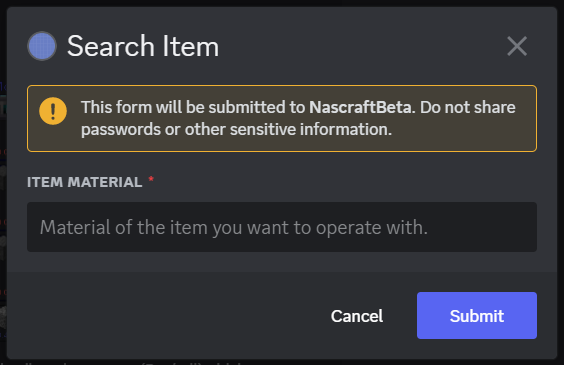 Search Item
This form will be submitted to NascraftBeta. Do not share
passwords or other sensitive information.
ITEM MATERIAL *
Material of the item you want to operate with.
Cancel
Submit